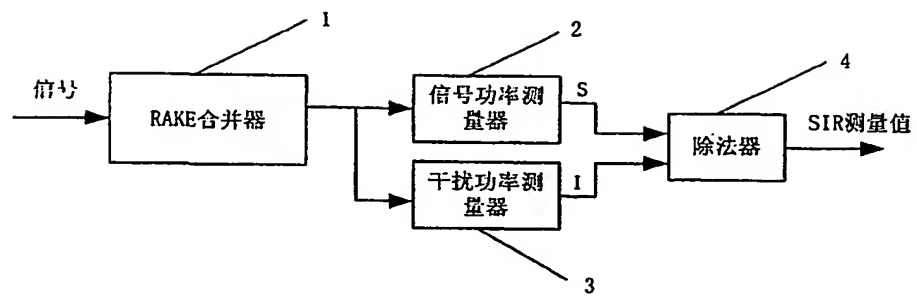 1
2
4
信号
RAKE合并器
信号功率测
量器
S
除法器
SIR测量值
干扰功率测
量器
I
3